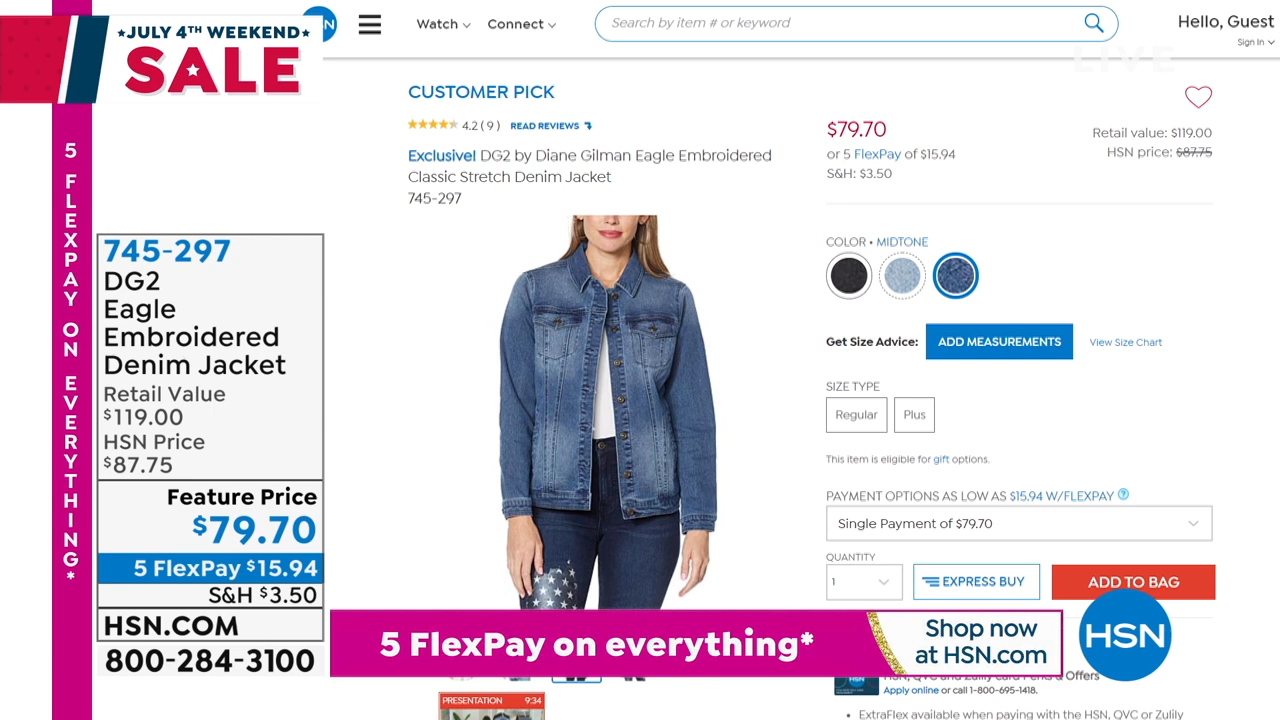 JULY 4TH WEEKEND
SALE
5 FLEXPAY ON EVERYTHING*
745-297
DG2
Eagle
Embroidered
Denim Jacket
Retail Value
$119.00
HSN Price
$87.75
Feature Price
$79.70
5 FlexPay $15.94
S&H $3.50
HSN.COM
800-284-3100
Watch
Connect
Search by item # or keyword
Hello, Guest
Sign In
LIVE
CUSTOMER PICK
4.2 ( 9 ) READ REVIEWS
Exclusive! DG2 by Diane Gilman Eagle Embroidered
Classic Stretch Denim Jacket
745-297
$79.70
or 5 FlexPay of $15.94
S&H: $3.50
Retail value: $119.00
HSN price: $87.75
COLOR • MIDTONE
Get Size Advice: ADD MEASUREMENTS View Size Chart
SIZE TYPE
Regular Plus
This item is eligible for gift options.
PAYMENT OPTIONS AS LOW AS $15.94 W/FLEXPAY ?
Single Payment of $79.70
QUANTITY
1
EXPRESS BUY
ADD TO BAG
5 FlexPay on everything*
Shop now
at HSN.com
HSN
Offers
Apply online or call 1-800-695-1418.
• ExtraFlex available when paying with the HSN, QVC or Zulily
PRESENTATION 9:34